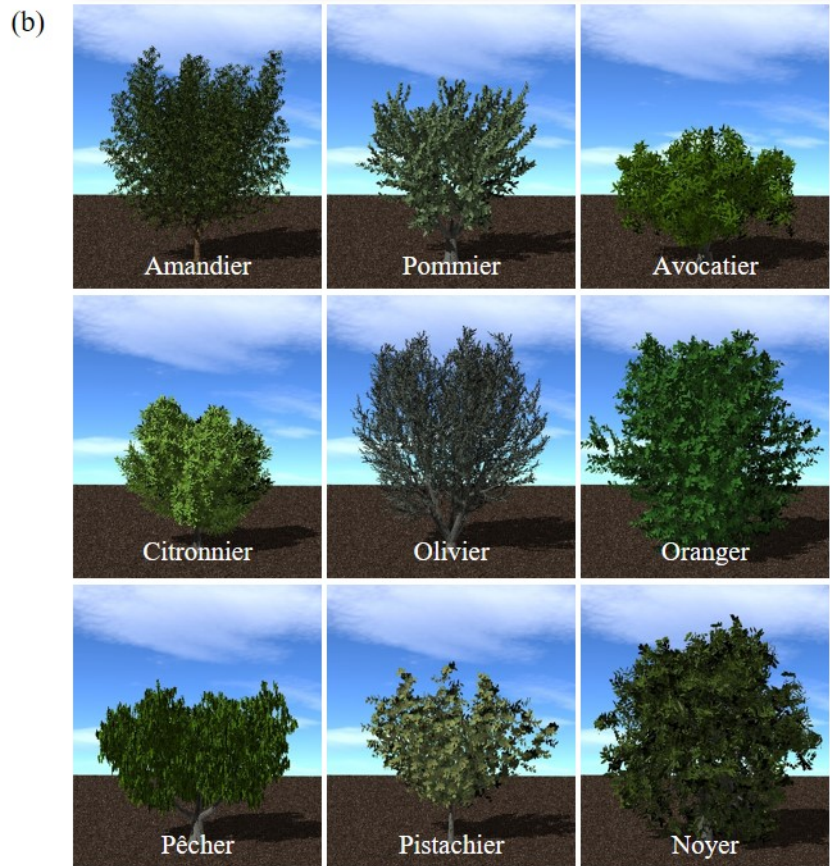 (b)
Amandier
Pommier
Avocatier
Citronnier
Olivier
Oranger
Pêcher
Pistachier
Noyer